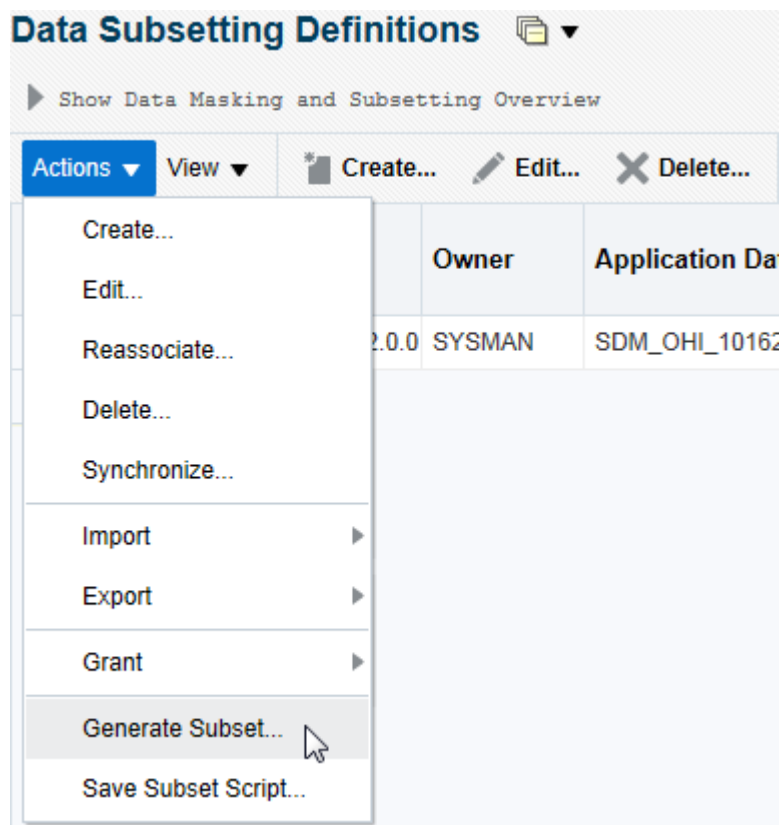 Data Subsetting Definitions
Show Data Masking and Subsetting Overview
Actions View Create... Edit... Delete...
Create...
Owner Application Da
Edit...
2.0.0 SYSMAN SDM_OHI_10162
Reassociate...
Delete...
Synchronize...
Import
Export
Grant
Generate Subset...
Save Subset Script...